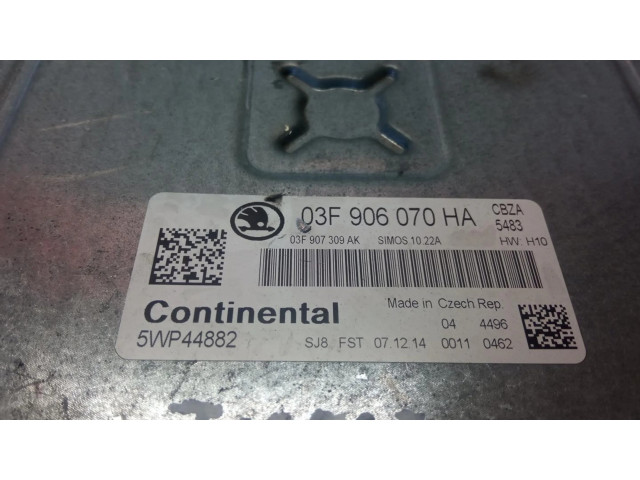 03F 906 070 HA
CBZA
5483
03F 907 309 AK SIMOS.10.22A
HW H10
Continental
5WP44882
Made in Czech Rep.
04 4496
SJ8 FST 07.12.14 00011 0462